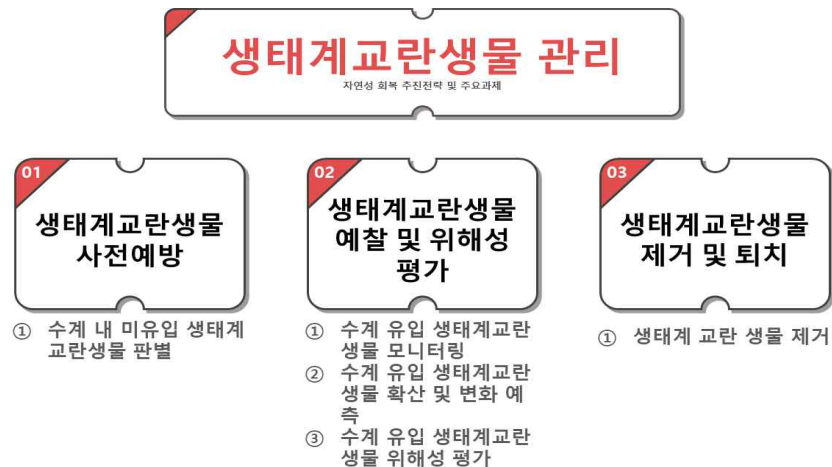 생태계교란생물 관리
자연성 회복 추진전략 및 주요과제
01
생태계교란생물
사전예방
① 수계 내 미유입 생태계
교란생물 판별
02
생태계교란생물
예찰 및 위해성
평가
① 수계 유입 생태계교란
생물 모니터링
② 수계 유입 생태계교란
생물 확산 및 변화 예
측
③ 수계 유입 생태계교란
생물 위해성 평가
03
생태계교란생물
제거 및 퇴치
① 생태계 교란 생물 제거